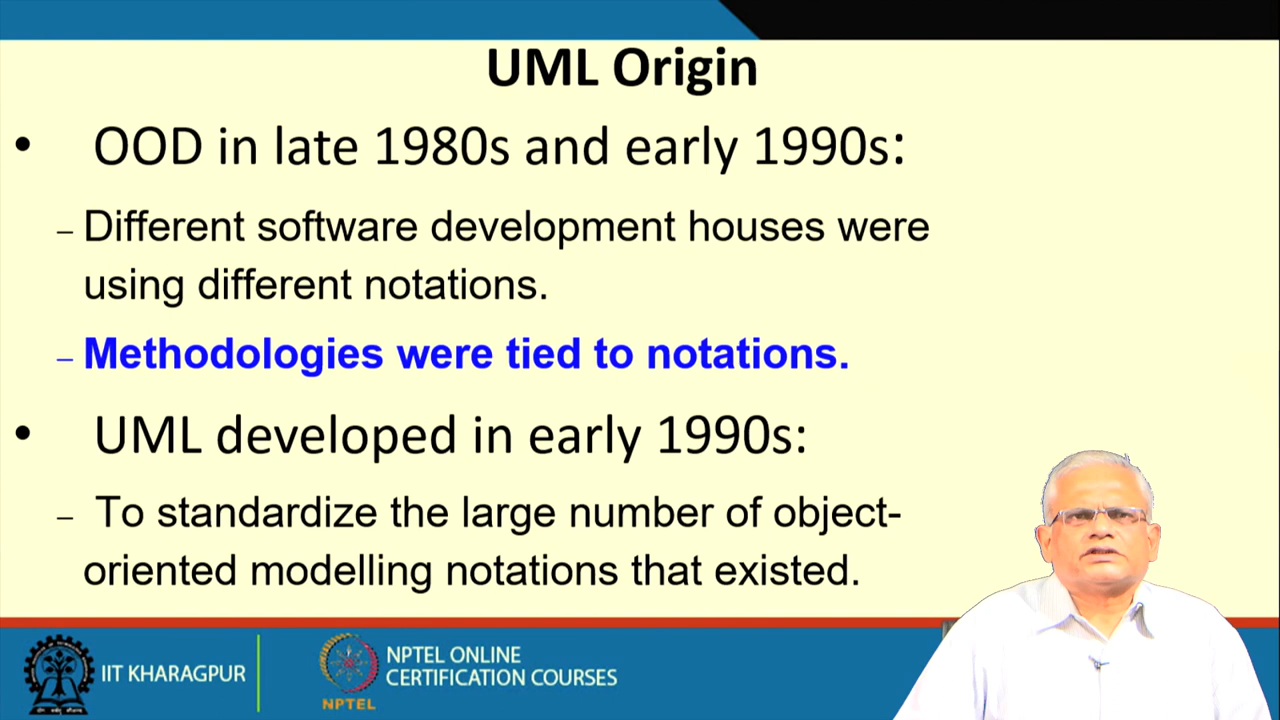 UML Origin
• OOD in late 1980s and early 1990s:
– Different software development houses were
using different notations.
– Methodologies were tied to notations.
• UML developed in early 1990s:
– To standardize the large number of object-
oriented modelling notations that existed.
IIT KHARAGPUR
NPTEL
NPTEL ONLINE
CERTIFICATION COURSES